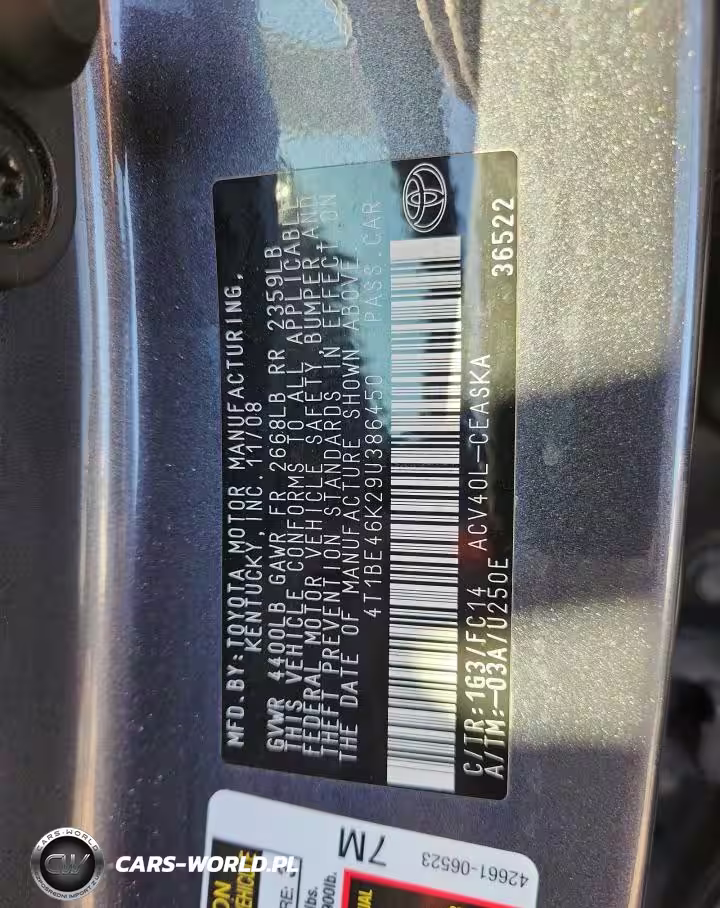 MFD. BY: TOYOTA MOTOR MANUFACTURING,
KENTUCKY, INC. 11/08
GVWR 4400LB GAWR FR 2668LB RR 2359LB
THIS VEHICLE CONFORMS TO ALL APPLICABLE
FEDERAL MOTOR VEHICLE SAFETY, BUMPER, AND
THEFT PREVENTION STANDARDS IN EFFECT ON
THE DATE OF MANUFACTURE SHOWN ABOVE.
4T1BE46K29U386450 PASS. CAR
C/TR: 1G3/FC14 ACV40L-CEASKA 36522
A/TM: -03A/U250E
7M
42661-06523
CARS-WORLD
CW
CARS-WORLD.PL